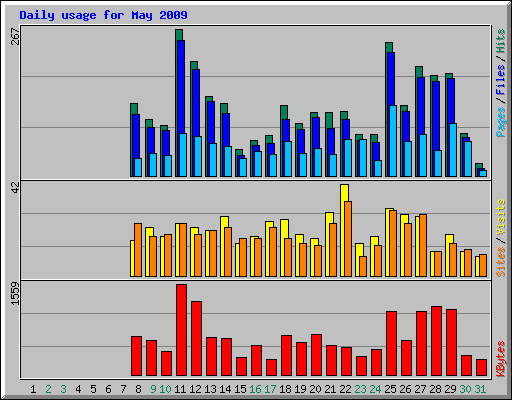 Daily usage for May 2009
267
Pages / Files / Hits
42
Sites / Visits
1559
KBytes
1 2 3 4 5 6 7 8 9 10 11 12 13 14 15 16 17 18 19 20 21 22 23 24 25 26 27 28 29 30 31